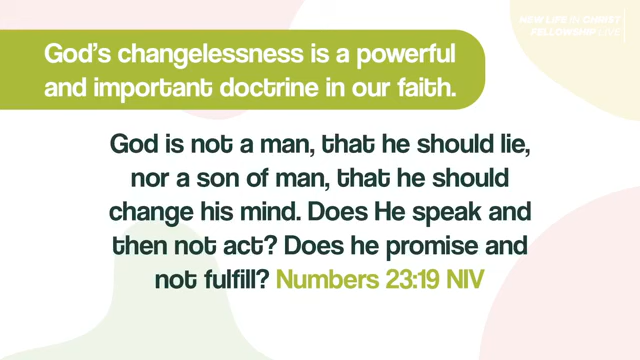 NEW LIFE IN CHRIST
FELLOWSHIP LIVE
God's changelessness is a powerful
and important doctrine in our faith.
God is not a man, that he should lie,
nor a son of man, that he should
change his mind. Does He speak and
then not act? Does he promise and
not fulfill? Numbers 23:19 NIV